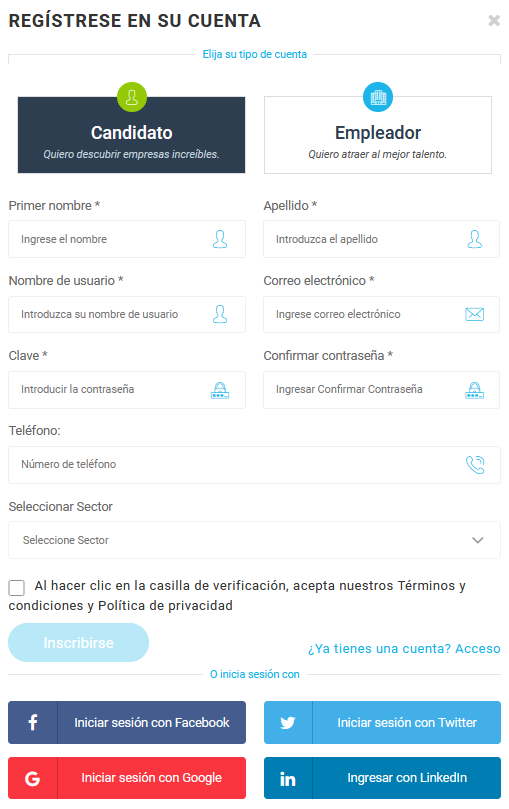 REGÍSTRESE EN SU CUENTA
Elija su tipo de cuenta
Candidato
Quiero descubrir empresas increíbles.
Empleador
Quiero atraer al mejor talento.
Primer nombre *
Apellido *
Ingrese el nombre
Introduzca el apellido
Nombre de usuario *
Correo electrónico *
Introduzca su nombre de usuario
Ingrese correo electrónico
Clave *
Confirmar contraseña *
Introducir la contraseña
Ingresar Confirmar Contraseña
Teléfono:
Número de teléfono
Seleccionar Sector
Seleccione Sector
Al hacer clic en la casilla de verificación, acepta nuestros Términos y
condiciones y Política de privacidad
Inscribirse
¿Ya tienes una cuenta? Acceso
O inicia sesión con
Iniciar sesión con Facebook
Iniciar sesión con Twitter
Iniciar sesión con Google
Ingresar con LinkedIn